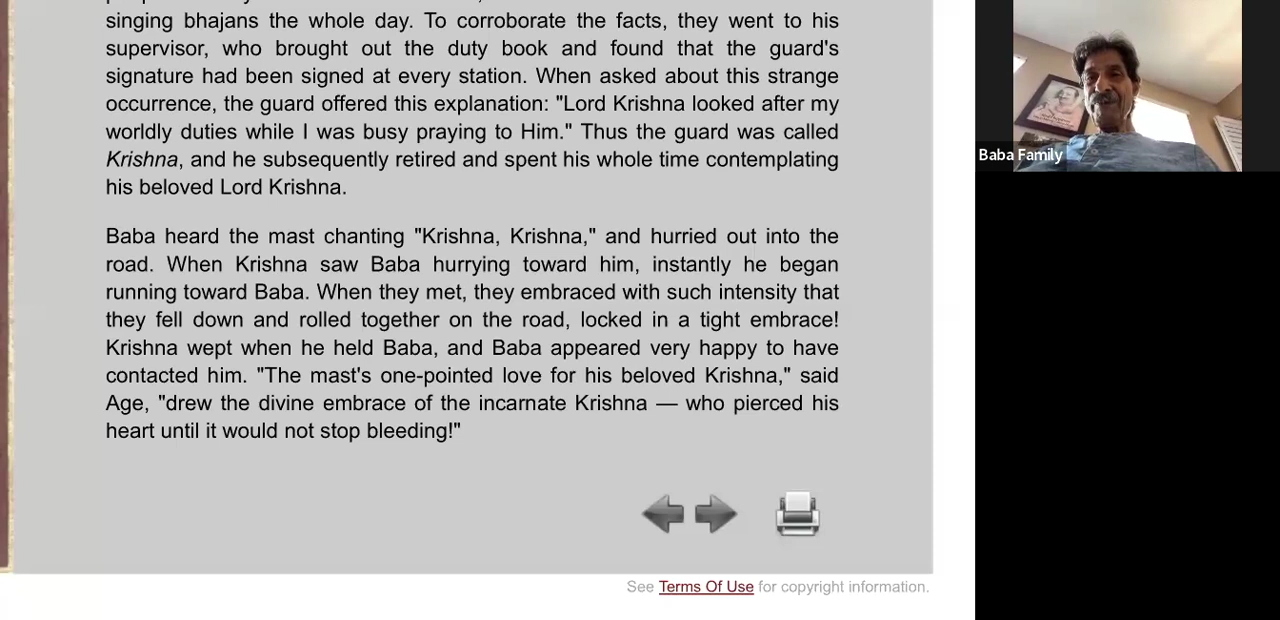 singing bhajans the whole day. To corroborate the facts, they went to his
supervisor, who brought out the duty book and found that the guard's
signature had been signed at every station. When asked about this strange
occurrence, the guard offered this explanation: "Lord Krishna looked after my
worldly duties while I was busy praying to Him." Thus the guard was called
Krishna, and he subsequently retired and spent his whole time contemplating
his beloved Lord Krishna.
Baba heard the mast chanting "Krishna, Krishna," and hurried out into the
road. When Krishna saw Baba hurrying toward him, instantly he began
running toward Baba. When they met, they embraced with such intensity that
they fell down and rolled together on the road, locked in a tight embrace!
Krishna wept when he held Baba, and Baba appeared very happy to have
contacted him. "The mast's one-pointed love for his beloved Krishna," said
Age, "drew the divine embrace of the incarnate Krishna — who pierced his
heart until it would not stop bleeding!"
See Terms Of Use for copyright information.
Baba Family